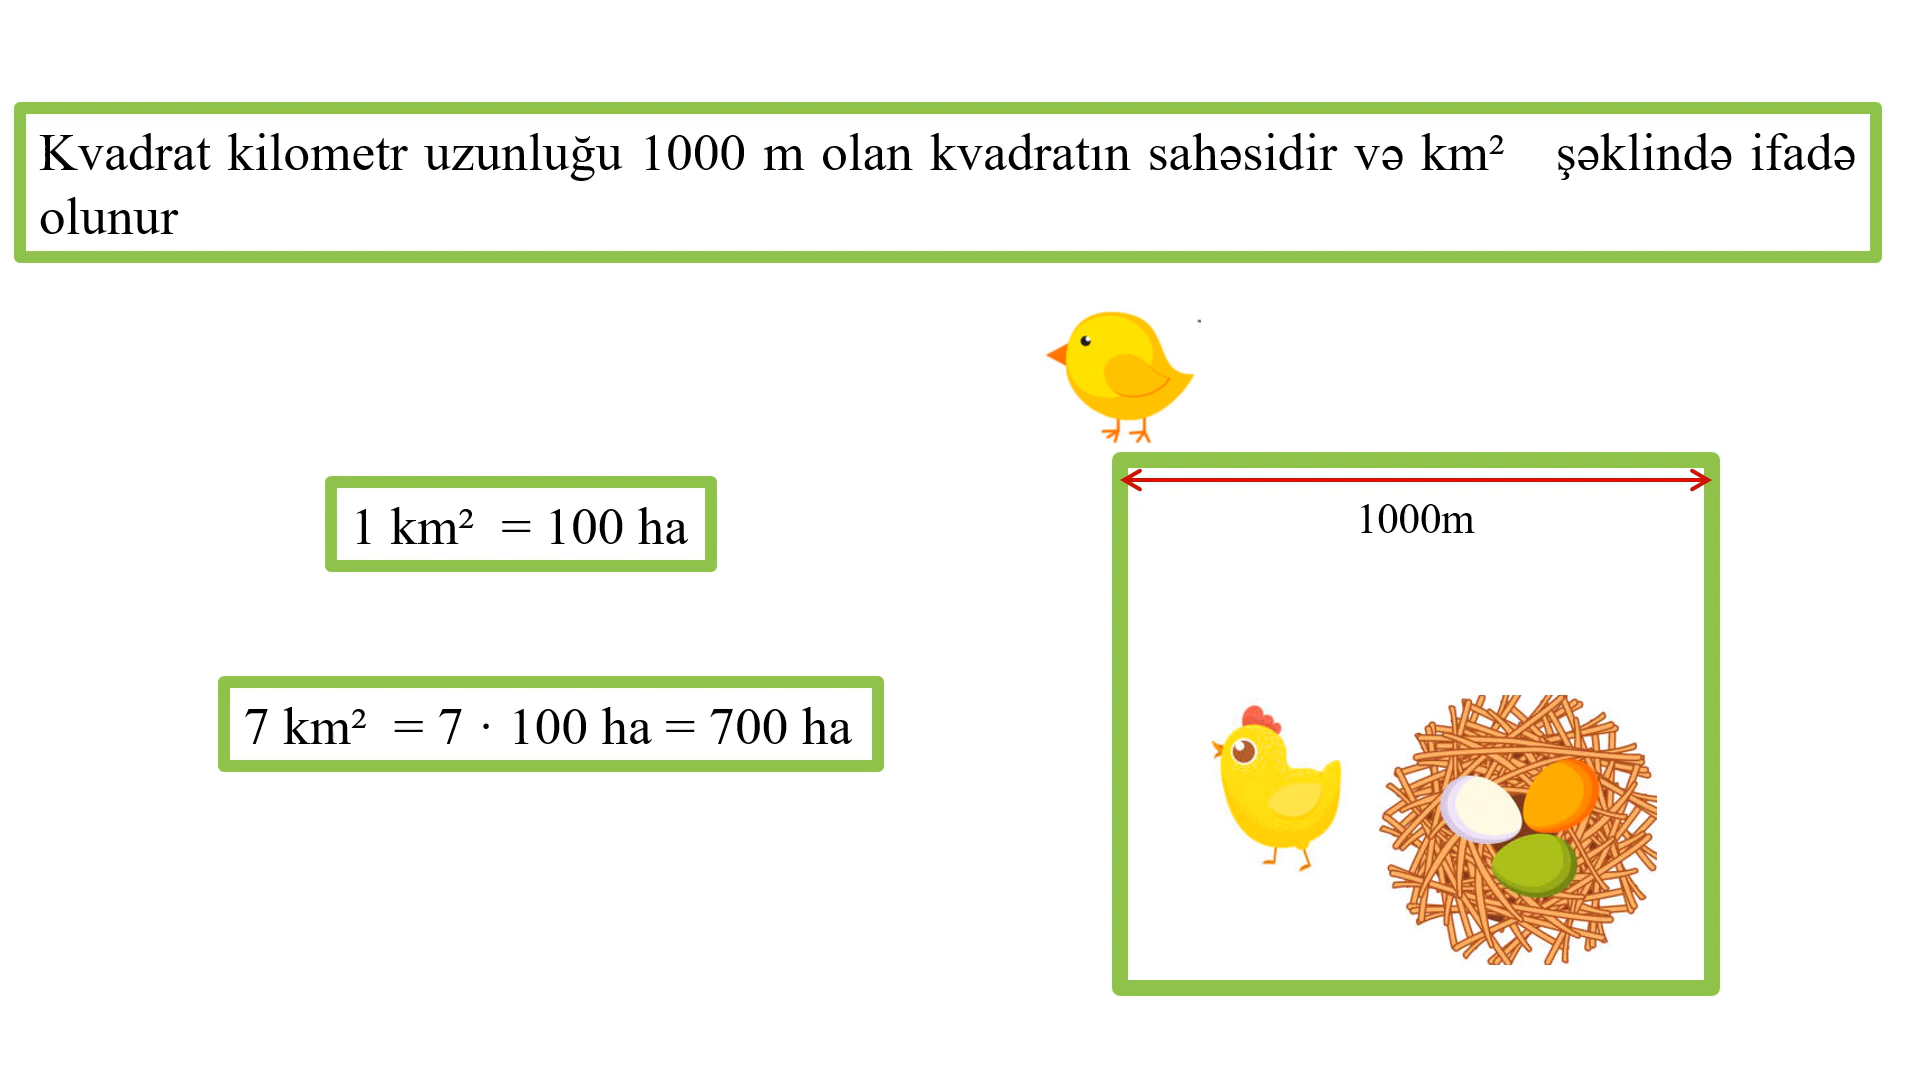 Kvadrat kilometr uzunluğu 1000 m olan kvadratın sahəsidir və km² şəklində ifadə
olunur
1 km² = 100 ha
1000m
7 km² = 7 · 100 ha = 700 ha